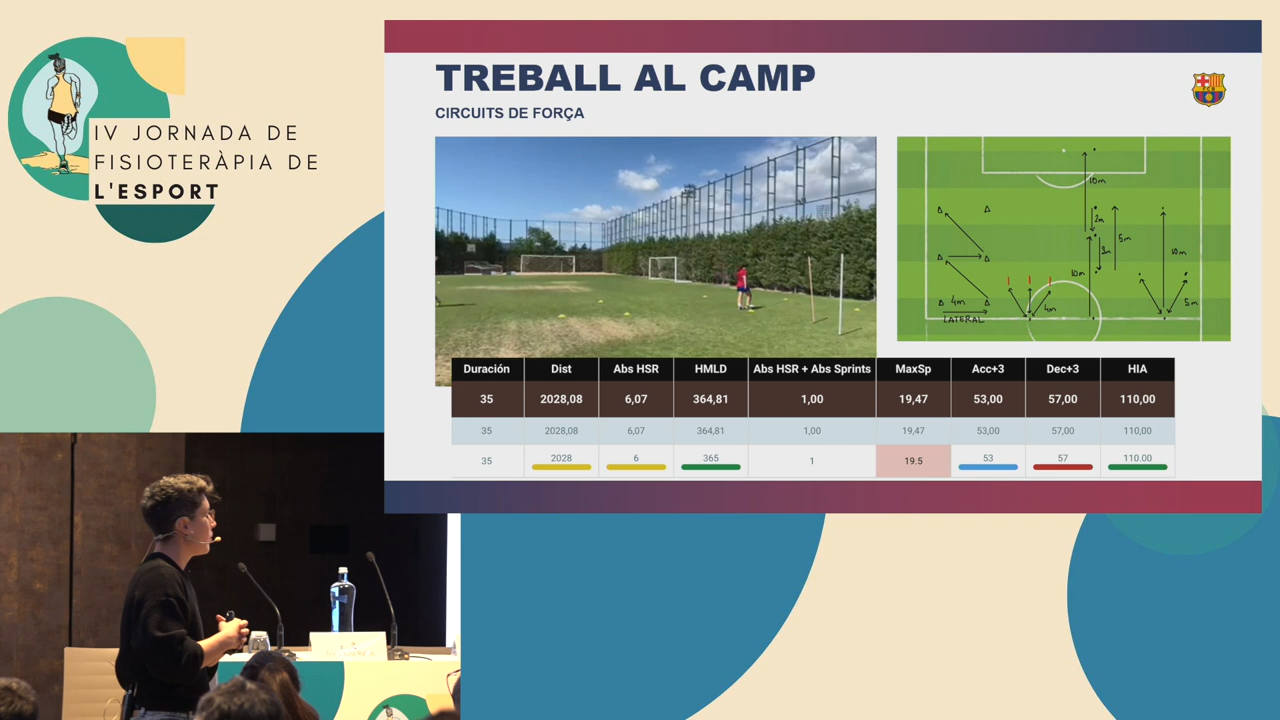 IV JORNADA DE
FISIOTERÀPIA DE
L'ESPORT
TREBALL AL CAMP
CIRCUITS DE FORÇA
10m
2m
5m
3m
10m
10m
4m
LATERAL
4m
5m
Duración Dist Abs HSR HMLD Abs HSR + Abs Sprints MaxSp Acc+3 Dec+3 HIA
35 2028,08 6,07 364,81 1,00 19,47 53,00 57,00 110,00
35 2028,08 6,07 364,81 1,00 19,47 53,00 57,00 110,00
35 2028 6 365 1 19.5 53 57 110.00